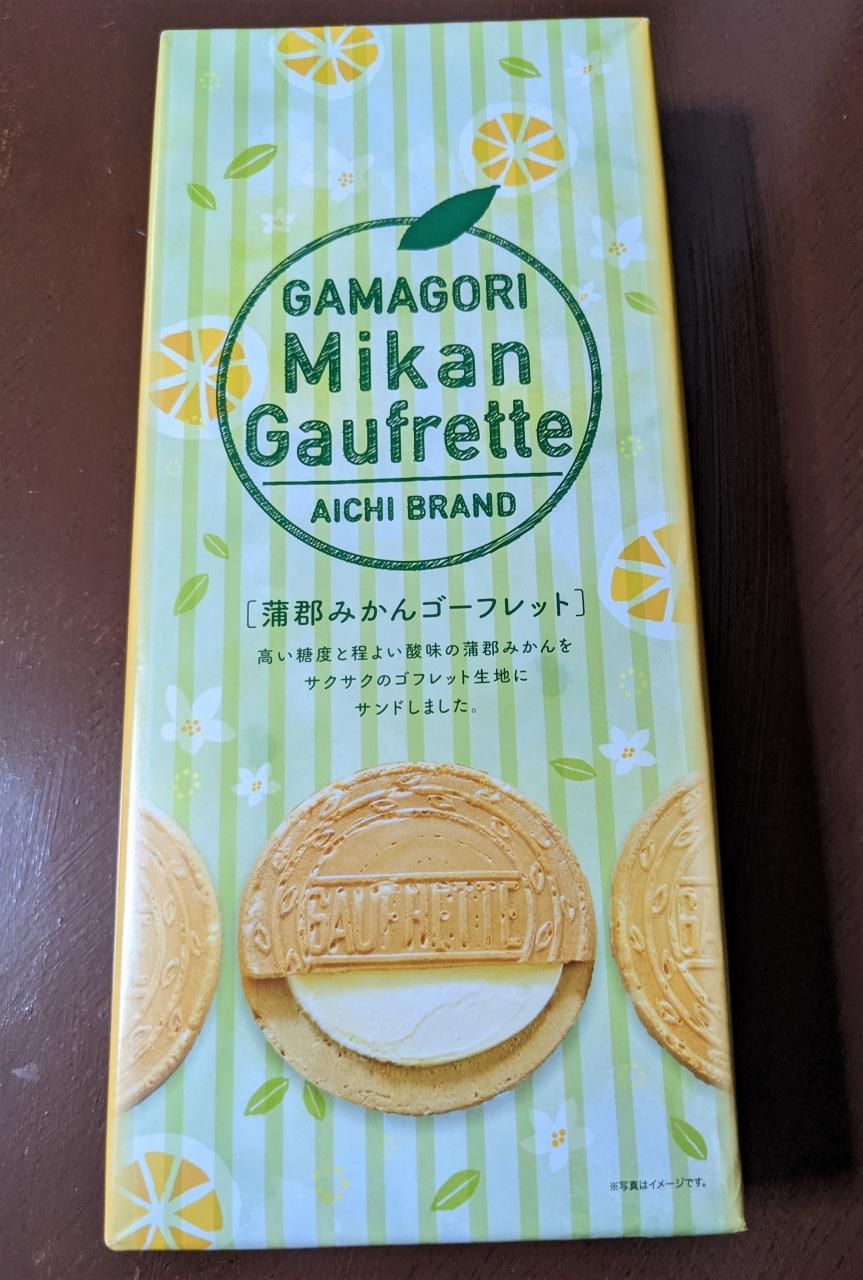 GAMAGORI
Mikan
Gaufrette
AICHI BRAND
[蒲郡みかんゴーフレット]
高い糖度と程よい酸味の蒲郡みかんを
サクサクのゴフレット生地に
サンドしました。
GAUFRETTE
GA
※写真はイメージです。